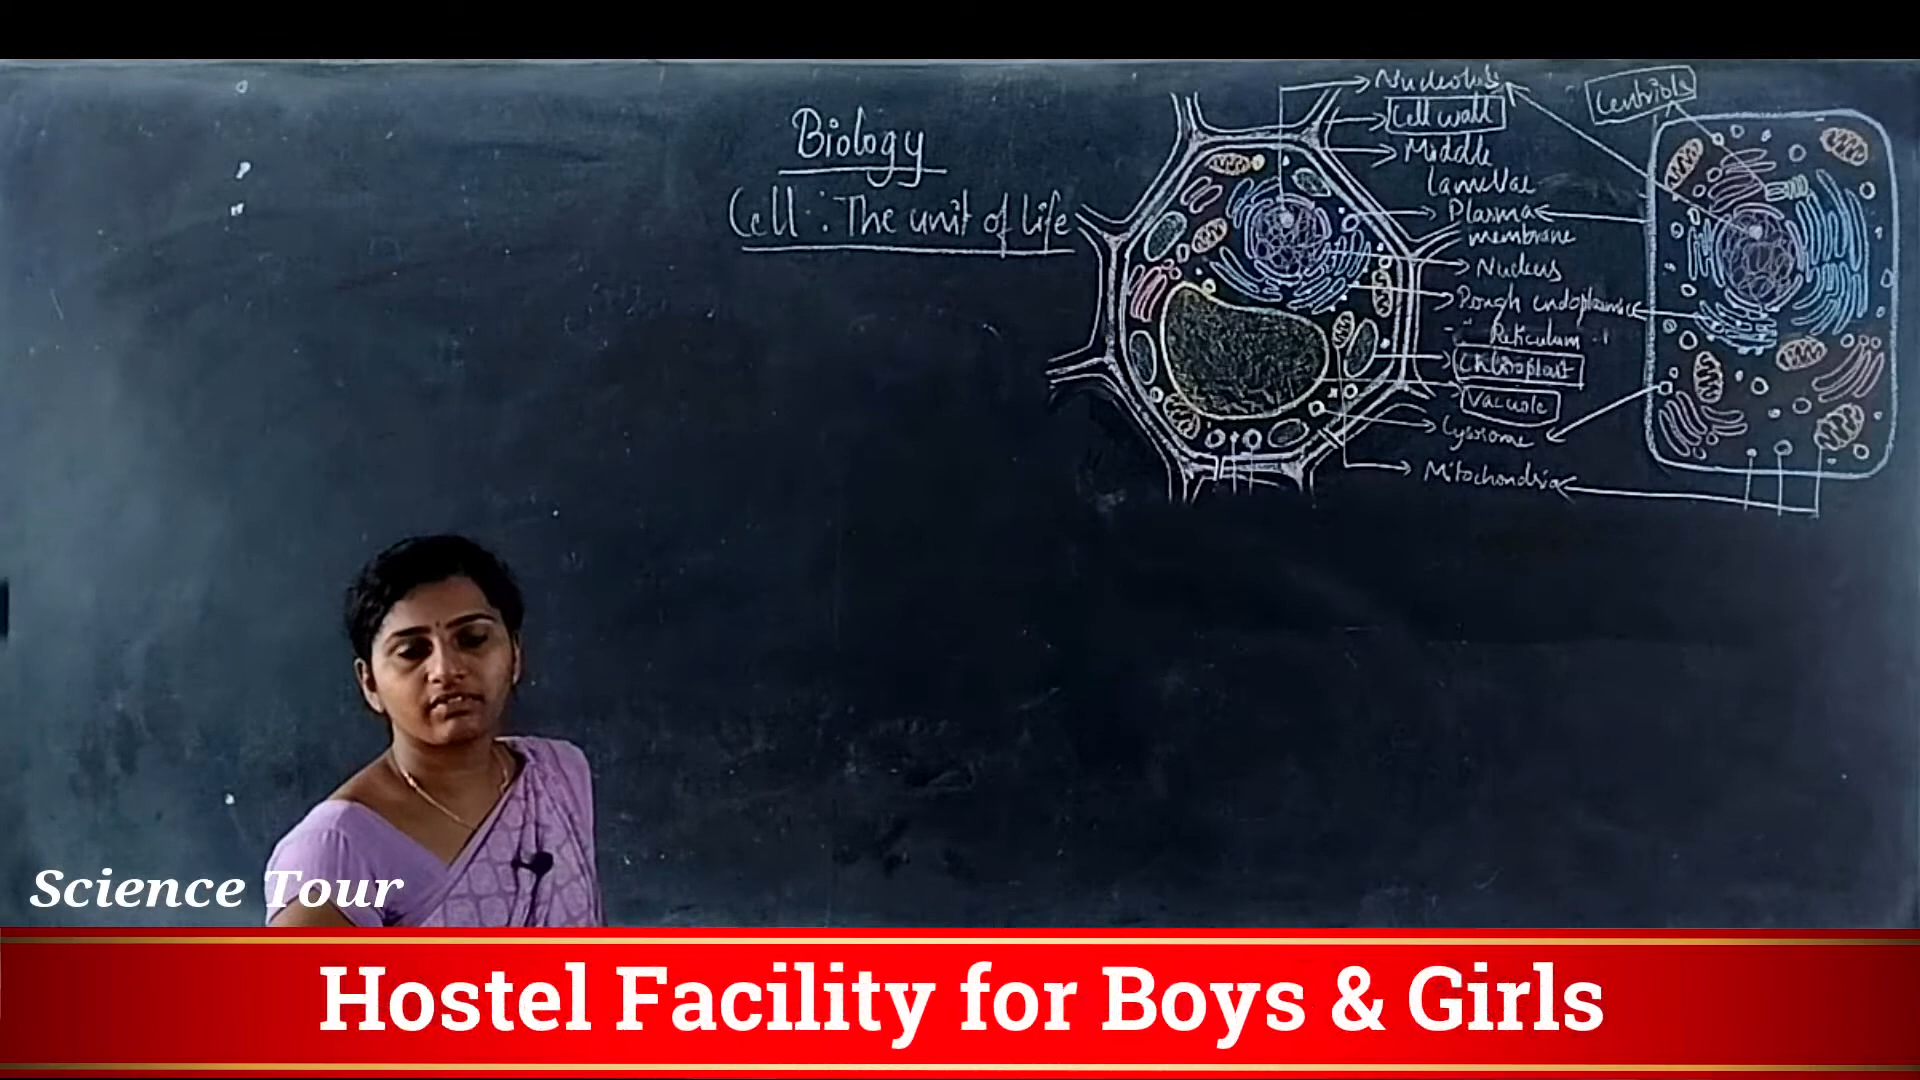 Biology
Cell : The unit of life
Nucleolus
Centriole
Cell wall
Middle
lamellae
Plasma
membrane
Nucleus
Rough endoplasmic
Reticulum
Chloroplast
Vacuole
Lysosome
Mitochondria
Science Tour
Hostel Facility for Boys & Girls